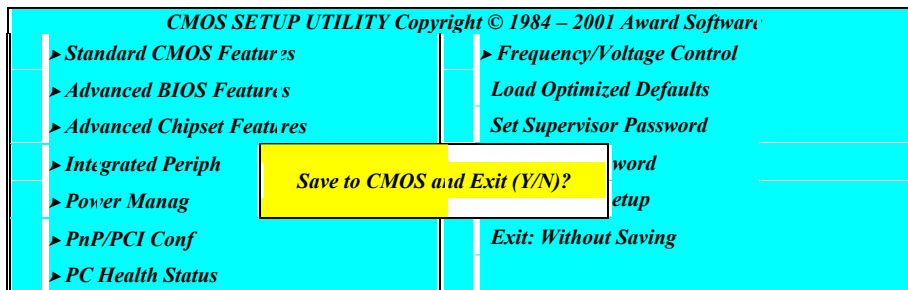 CMOS SETUP UTILITY Copyright © 1984 – 2001 Award Software
▸ Standard CMOS Features
▸ Advanced BIOS Features
▸ Advanced Chipset Features
▸ Integrated Periph
▸ Power Manag
▸ PnP/PCI Conf
▸ PC Health Status
▸ Frequency/Voltage Control
Load Optimized Defaults
Set Supervisor Password
word
etup
Exit: Without Saving
Save to CMOS and Exit (Y/N)?